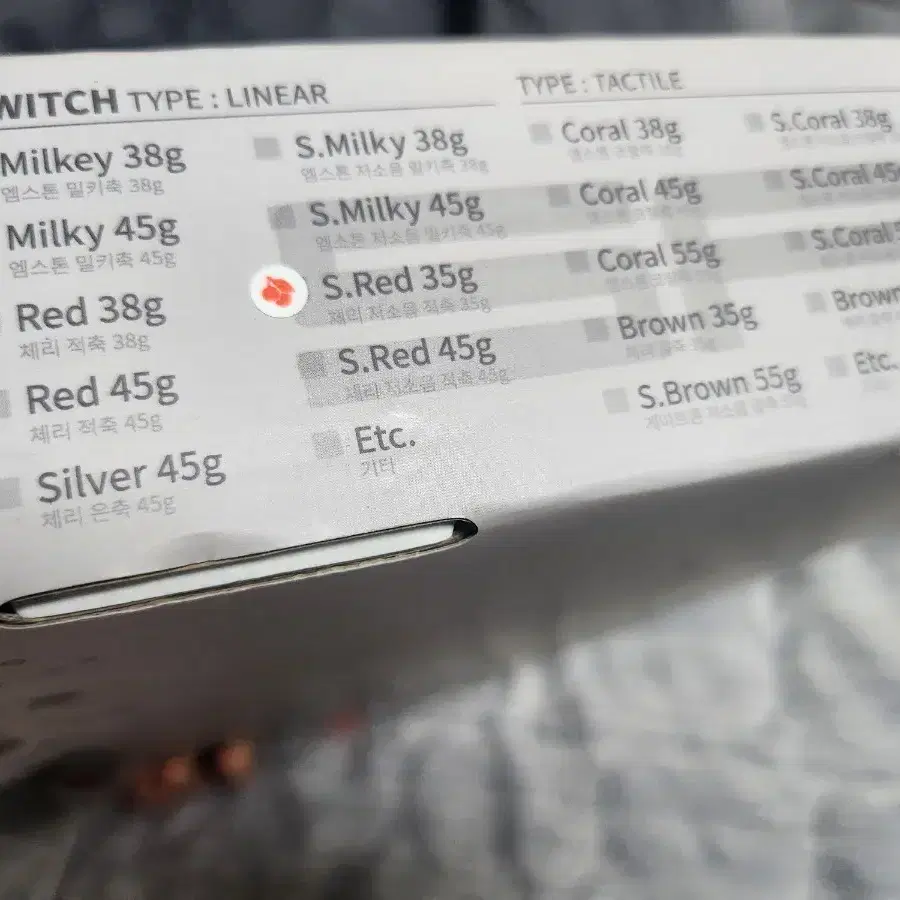 WITCH TYPE : LINEAR
Milkey 38g
엠스톤 밀키축 38g
Milky 45g
엠스톤 밀키축 45g
Red 38g
체리 적축 38g
Red 45g
체리 적축 45g
Silver 45g
체리 은축 45g
S.Milky 38g
엠스톤 저소음 밀키축 38g
S.Milky 45g
엠스톤 저소음 밀키축 45g
S.Red 35g
체리 저소음 적축 35g
S.Red 45g
체리 저소음 적축 45g
Etc.
기타
TYPE : TACTILE
Coral 38g
Coral 45g
Coral 55g
Brown 35g
S.Brown 55g
S.Coral 38g
S.Coral 45g
S.Coral
Brown
Etc.